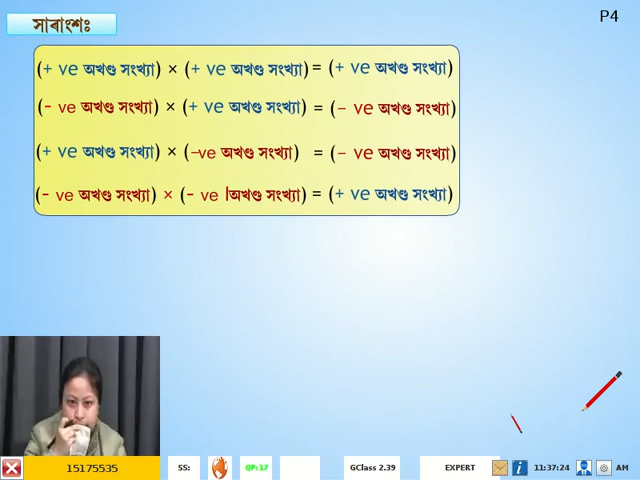 সাৰাংশঃ
P4
(+ ve অখণ্ড সংখ্যা) × (+ ve অখণ্ড সংখ্যা) = (+ ve অখণ্ড সংখ্যা)
(- ve অখণ্ড সংখ্যা) × (+ ve অখণ্ড সংখ্যা) = (– ve অখণ্ড সংখ্যা)
(+ ve অখণ্ড সংখ্যা) × (–ve অখণ্ড সংখ্যা) = (– ve অখণ্ড সংখ্যা)
(- ve অখণ্ড সংখ্যা) × (- ve অখণ্ড সংখ্যা) = (+ ve অখণ্ড সংখ্যা)
15175535 SS: QP:17 GClass 2.39 EXPERT 11:37:24 AM